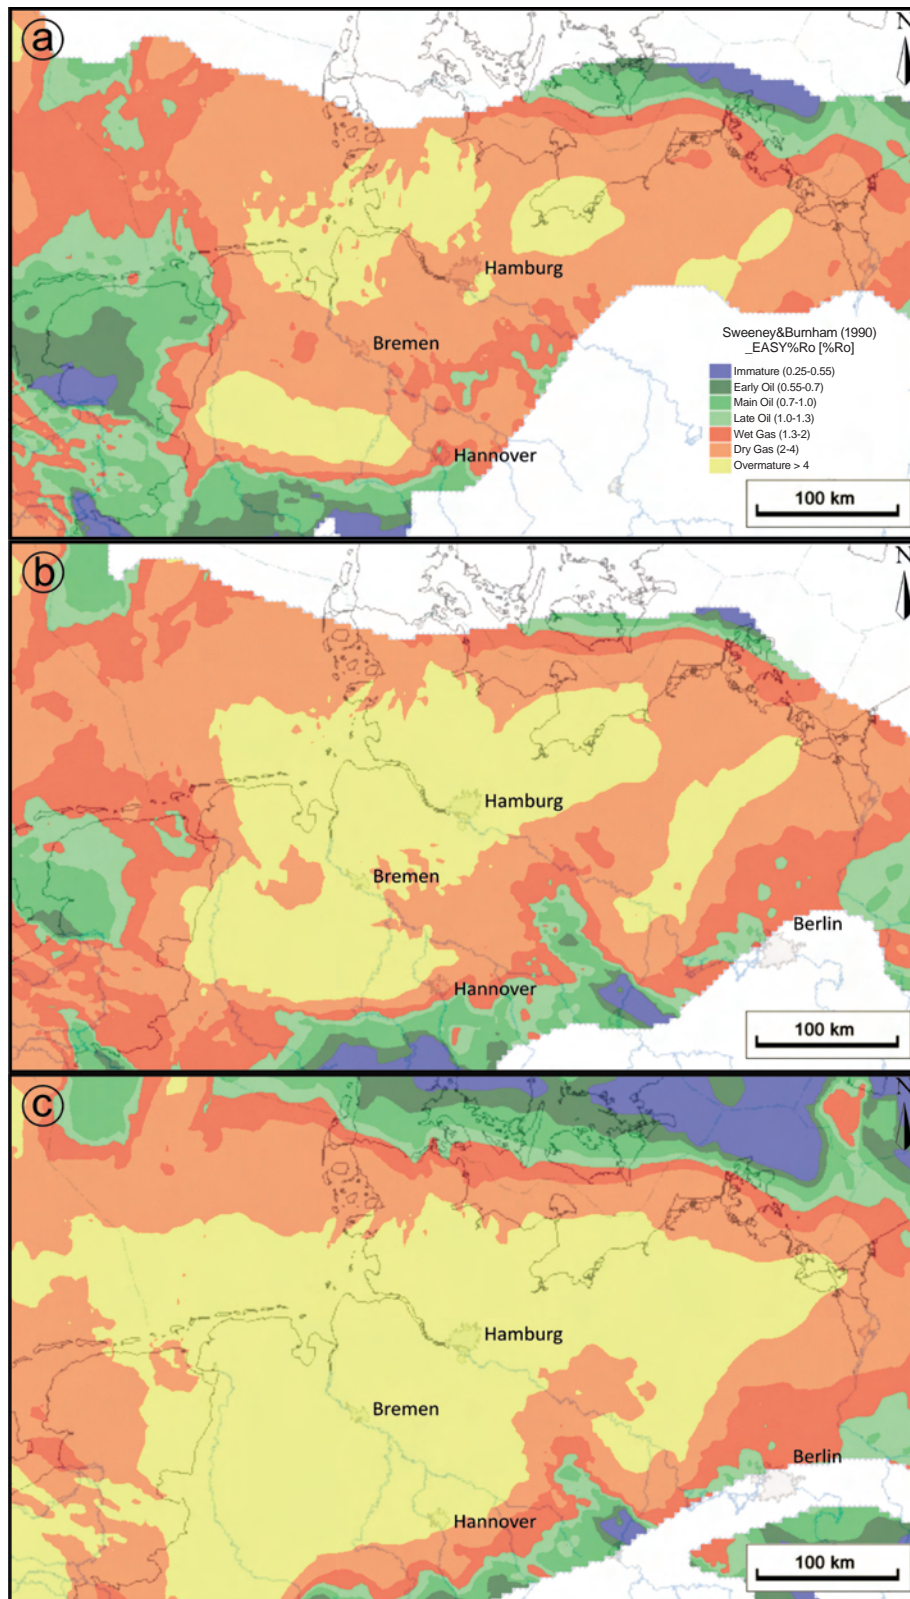 a
N
Hamburg
Bremen
Hannover
Sweeney&Burnham (1990)
_EASY%Ro [%Ro]
Immature (0.25-0.55)
Early Oil (0.55-0.7)
Main Oil (0.7-1.0)
Late Oil (1.0-1.3)
Wet Gas (1.3-2)
Dry Gas (2-4)
Overmature > 4
100 km
b
N
Hamburg
Bremen
Berlin
Hannover
100 km
c
N
Hamburg
Bremen
Berlin
Hannover
100 km